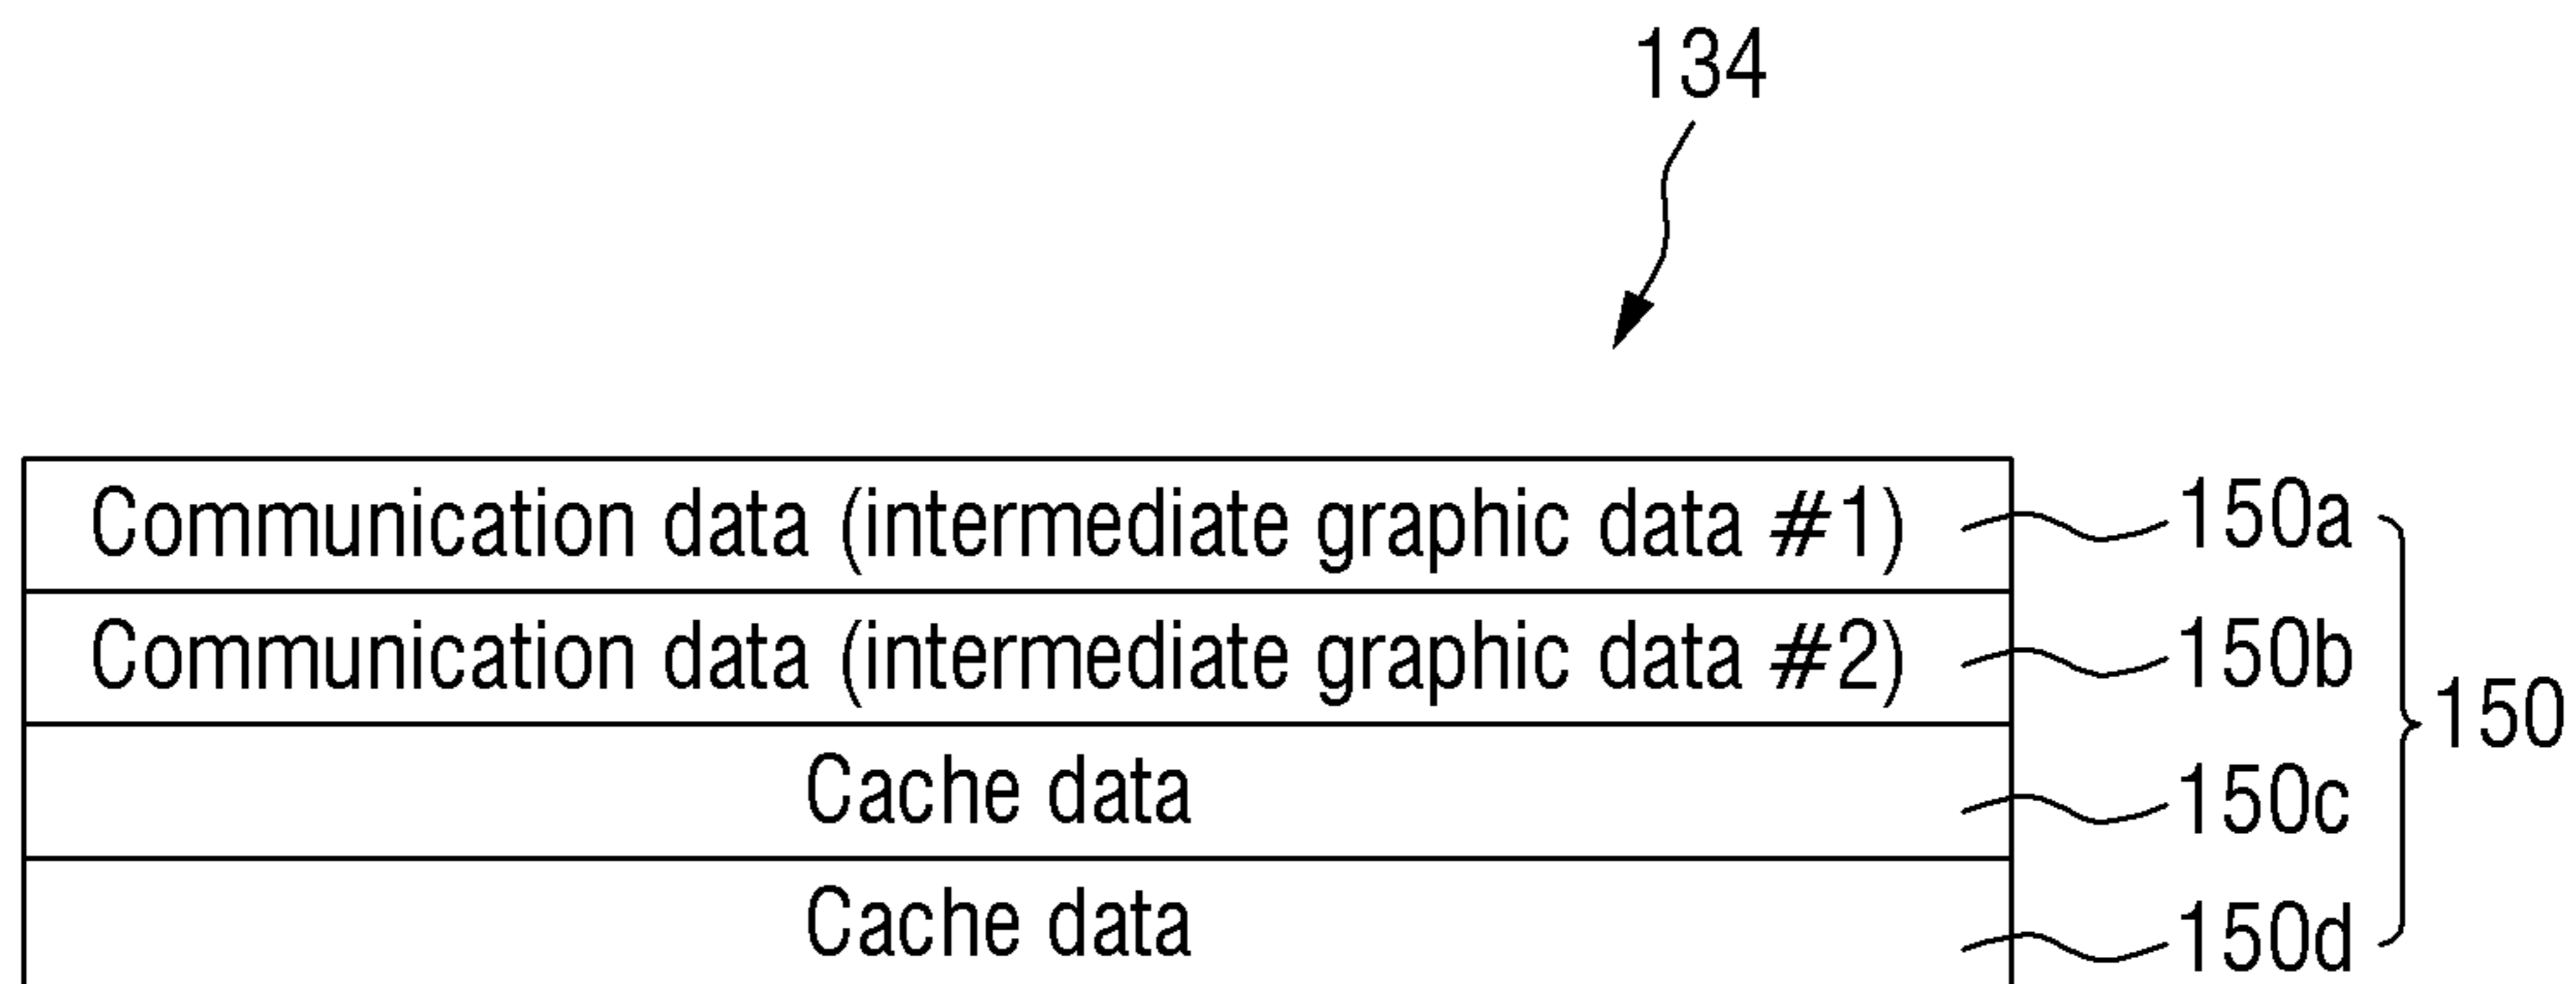 134
Communication data (intermediate graphic data #1) 150a
Communication data (intermediate graphic data #2) 150b
150
Cache data 150c
Cache data 150d